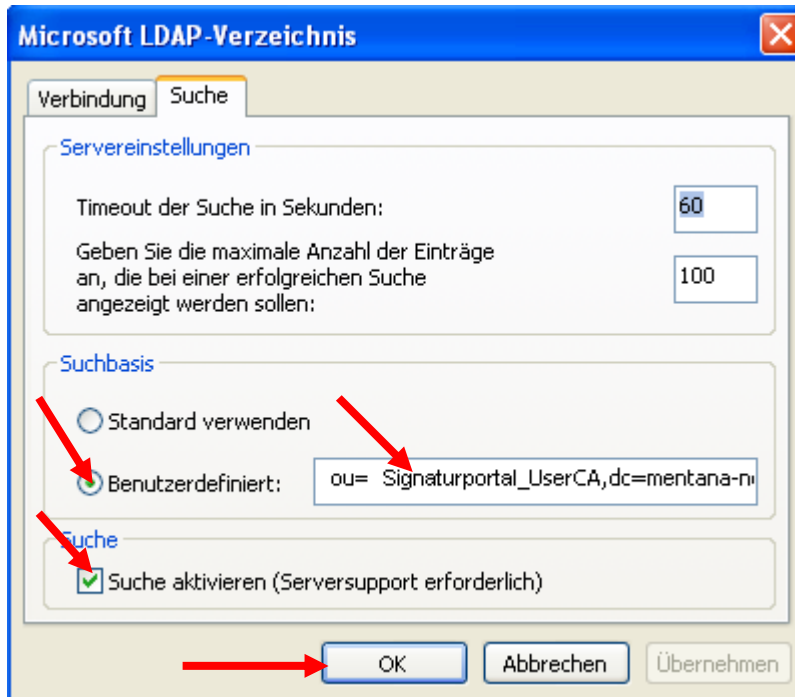 Microsoft LDAP-Verzeichnis
Verbindung Suche
Servereinstellungen
Timeout der Suche in Sekunden: 60
Geben Sie die maximale Anzahl der Einträge
an, die bei einer erfolgreichen Suche
angezeigt werden sollen: 100
Suchbasis
Standard verwenden
Benutzerdefiniert: ou= Signaturportal_UserCA,dc=mentana-n
Suche
Suche aktivieren (Serversupport erforderlich)
OK Abbrechen Übernehmen